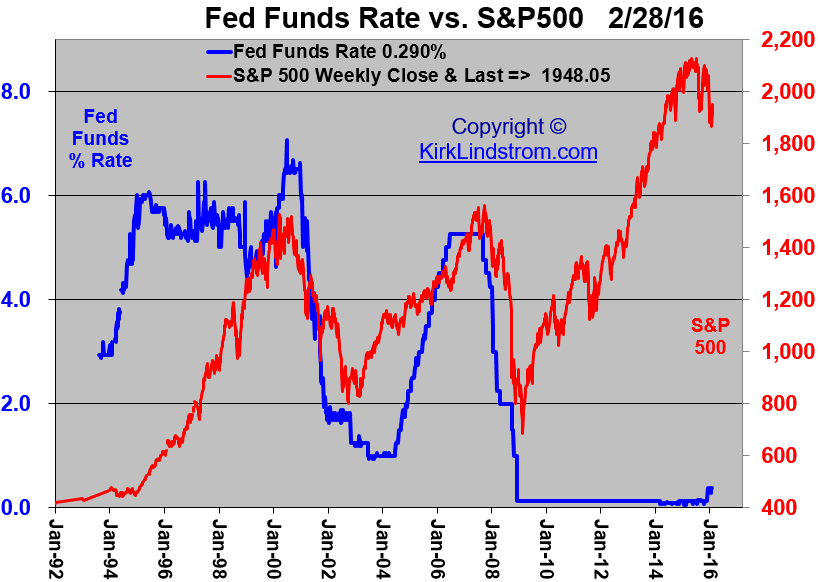 Fed Funds Rate vs. S&P500 2/28/16
Fed Funds Rate 0.290%
S&P 500 Weekly Close & Last => 1948.05
Fed
Funds
% Rate
Copyright ©
KirkLindstrom.com
S&P
500
8.0
6.0
4.0
2.0
0.0
2,200
2,000
1,800
1,600
1,400
1,200
1,000
800
600
400
Jan-92
Jan-94
Jan-96
Jan-98
Jan-00
Jan-02
Jan-04
Jan-06
Jan-08
Jan-10
Jan-12
Jan-14
Jan-16